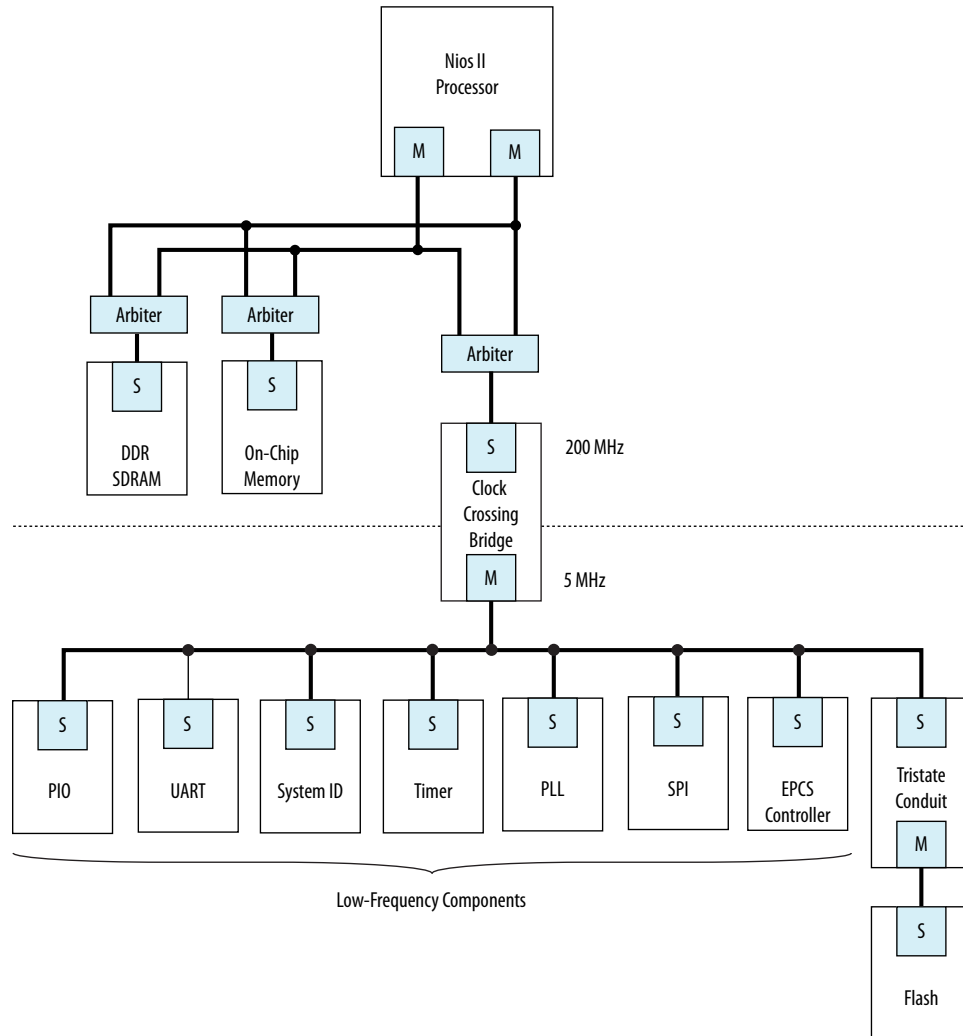 Nios II
Processor
M
M
Arbiter
Arbiter
Arbiter
S
S
DDR
SDRAM
On-Chip
Memory
S
200 MHz
Clock
Crossing
Bridge
M
5 MHz
S
S
S
S
S
S
S
S
PIO
UART
System ID
Timer
PLL
SPI
EPCS
Controller
Tristate
Conduit
M
Low-Frequency Components
S
Flash